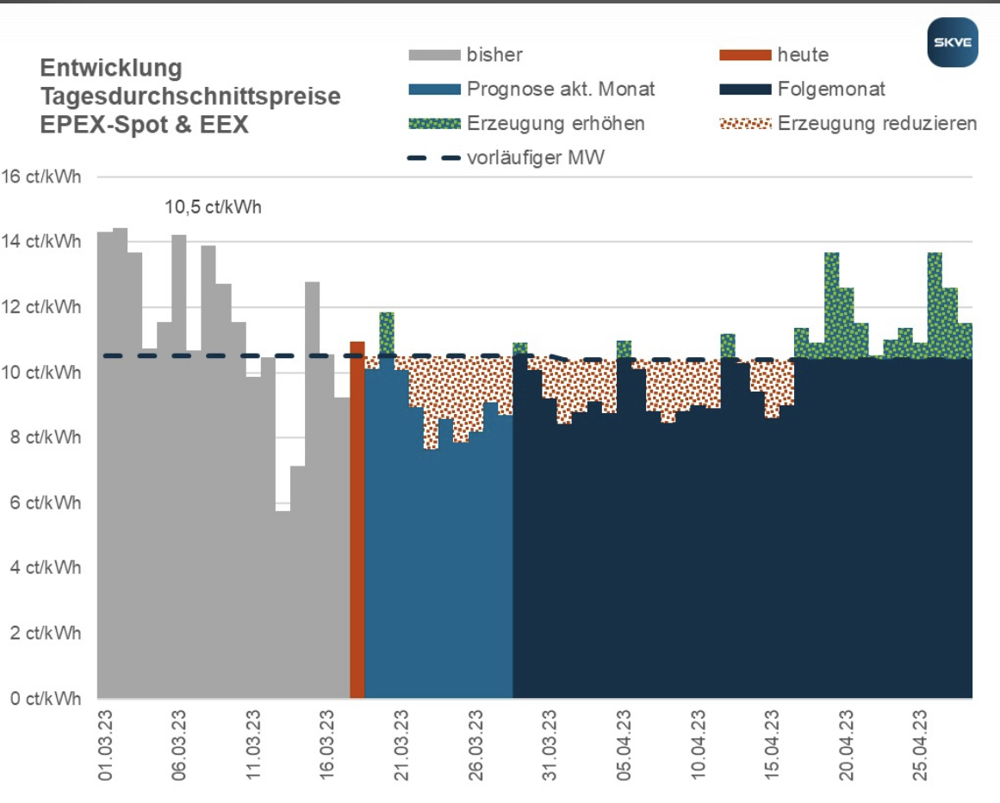 Entwicklung
Tagesdurchschnittspreise
EPEX-Spot & EEX
bisher
heute
Prognose akt. Monat
Folgemonat
Erzeugung erhöhen
Erzeugung reduzieren
vorläufiger MW
SKVE
16 ct/kWh
10,5 ct/kWh
14 ct/kWh
12 ct/kWh
10 ct/kWh
8 ct/kWh
6 ct/kWh
4 ct/kWh
2 ct/kWh
0 ct/kWh
01.03.23
06.03.23
11.03.23
16.03.23
21.03.23
26.03.23
31.03.23
05.04.23
10.04.23
15.04.23
20.04.23
25.04.23